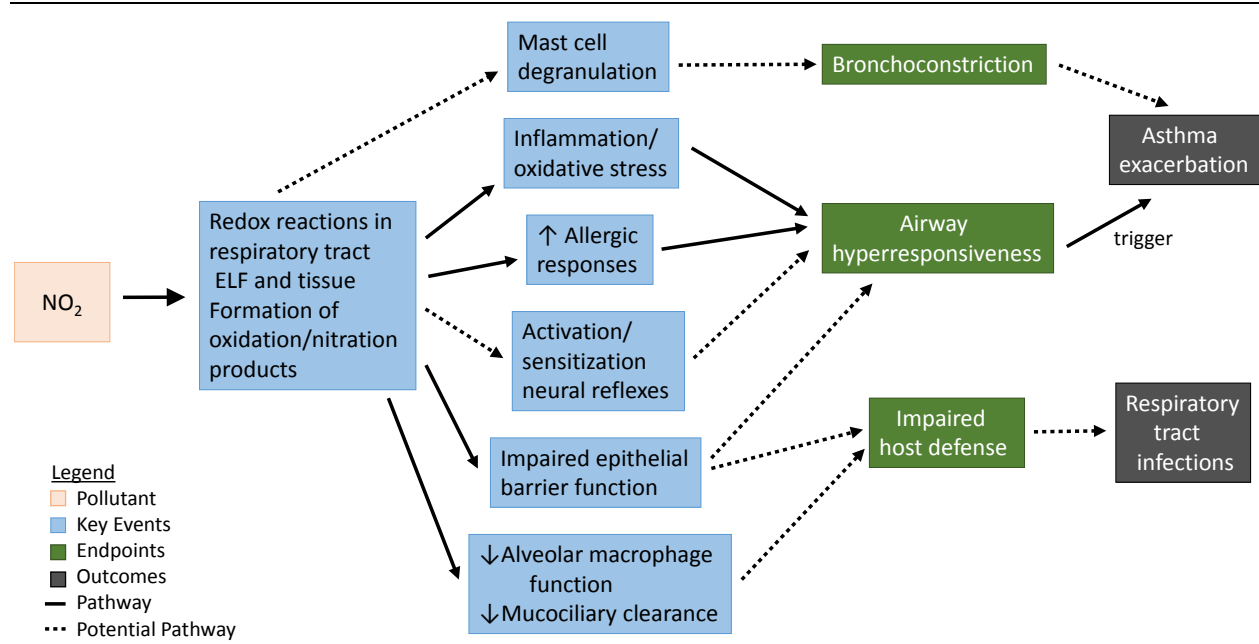 Mast cell
degranulation
Bronchoconstriction
Asthma
exacerbation
Inflammation/
oxidative stress
Redox reactions in
respiratory tract
ELF and tissue
Formation of
oxidation/nitration
products
↑ Allergic
responses
Airway
hyperresponsiveness
trigger
NO₂
Activation/
sensitization
neural reflexes
Impaired epithelial
barrier function
Impaired
host defense
Respiratory
tract
infections
↓Alveolar macrophage
function
↓Mucociliary clearance
Legend
Pollutant
Key Events
Endpoints
Outcomes
Pathway
Potential Pathway